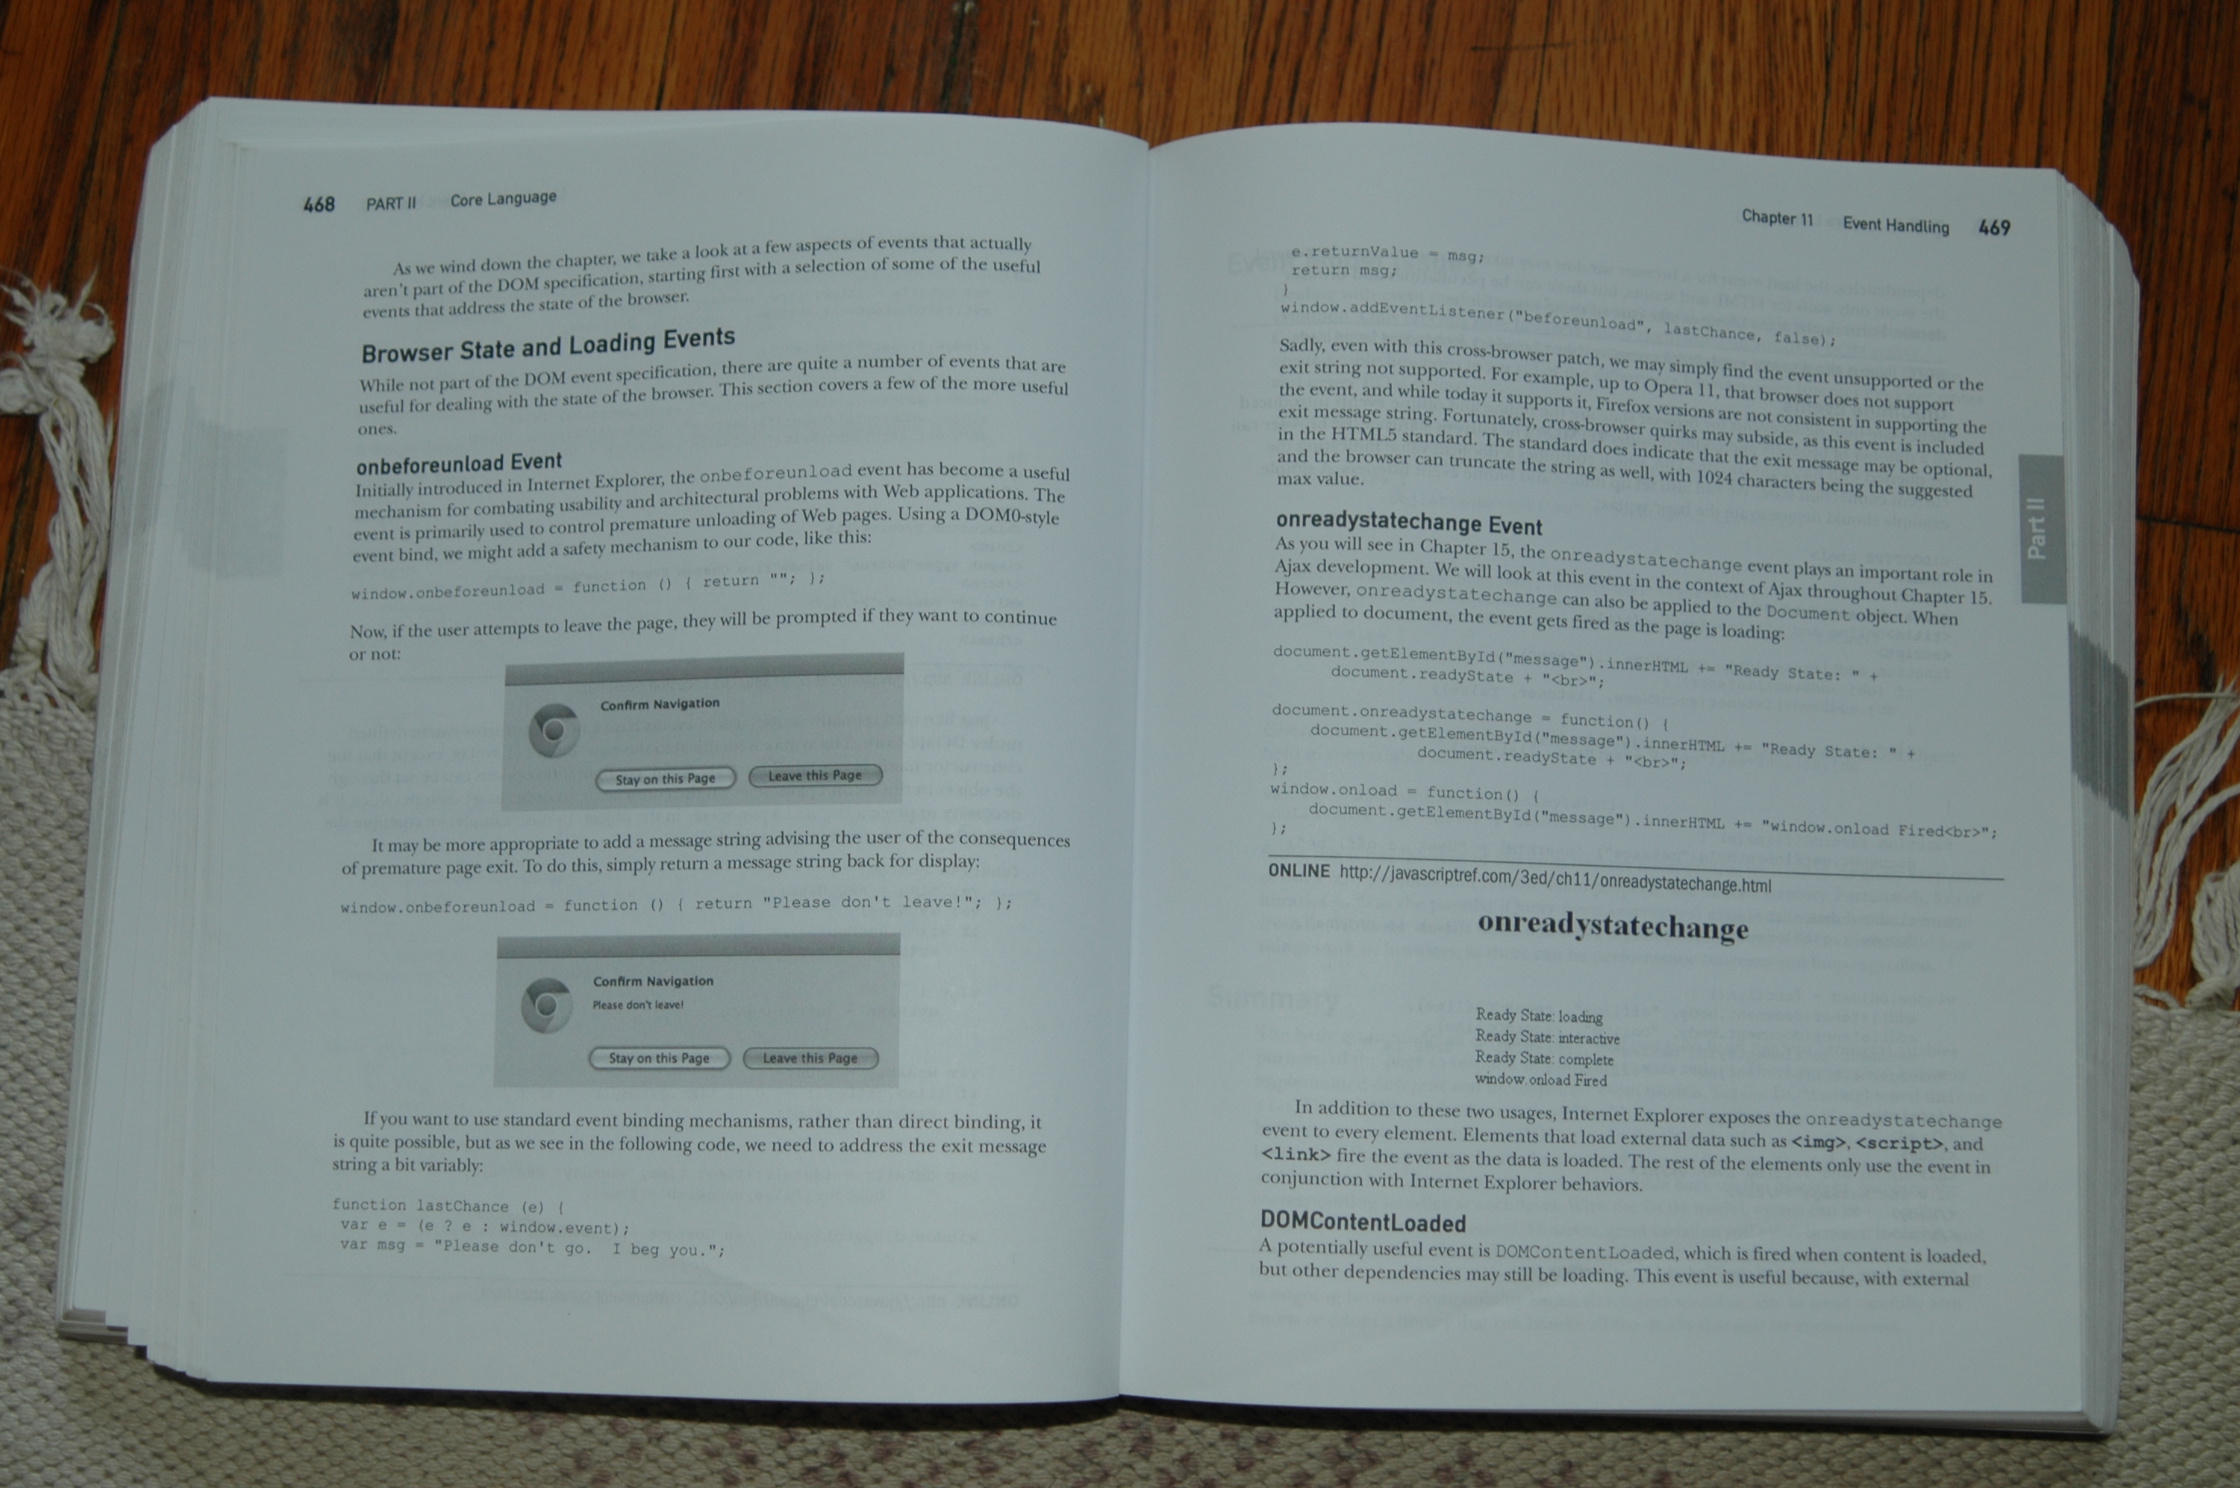 468 PART II Core Language
As we wind down the chapter, we take a look at a few aspects of events that actually
aren't part of the DOM specification, starting first with a selection of some of the useful
events that address the state of the browser.
Browser State and Loading Events
While not part of the DOM event specification, there are quite a number of events that are
useful for dealing with the state of the browser. This section covers a few of the more useful
ones.
onbeforeunload Event
Initially introduced in Internet Explorer, the onbeforeunload event has become a useful
mechanism for combating usability and architectural problems with Web applications. The
event is primarily used to control premature unloading of Web pages. Using a DOM0-style
event bind, we might add a safety mechanism to our code, like this:
window.onbeforeunload = function () { return ""; };
Now, if the user attempts to leave the page, they will be prompted if they want to continue
or not:
Confirm Navigation
Stay on this Page Leave this Page
It may be more appropriate to add a message string advising the user of the consequences
of premature page exit. To do this, simply return a message string back for display:
window.onbeforeunload = function () { return "Please don't leave!"; };
Confirm Navigation
Please don't leave!
Stay on this Page Leave this Page
If you want to use standard event binding mechanisms, rather than direct binding, it
is quite possible, but as we see in the following code, we need to address the exit message
string a bit variably:
function lastChance (e) {
var e = (e ? e : window.event);
var msg = "Please don't go. I beg you.";
Chapter 11 Event Handling 469
e.returnValue = msg;
return msg;
}
window.addEventListener("beforeunload", lastChance, false);
Sadly, even with this cross-browser patch, we may simply find the event unsupported or the
exit string not supported. For example, up to Opera 11, that browser does not support
the event, and while today it supports it, Firefox versions are not consistent in supporting the
exit message string. Fortunately, cross-browser quirks may subside, as this event is included
in the HTML5 standard. The standard does indicate that the exit message may be optional,
and the browser can truncate the string as well, with 1024 characters being the suggested
max value.
Part II
onreadystatechange Event
As you will see in Chapter 15, the onreadystatechange event plays an important role in
Ajax development. We will look at this event in the context of Ajax throughout Chapter 15.
However, onreadystatechange can also be applied to the Document object. When
applied to document, the event gets fired as the page is loading:
document.getElementById("message").innerHTML += "Ready State: " +
document.readyState + "<br>";
document.onreadystatechange = function() {
document.getElementById("message").innerHTML += "Ready State: " +
document.readyState + "<br>";
};
window.onload = function() {
document.getElementById("message").innerHTML += "window.onload Fired<br>";
};
ONLINE http://javascriptref.com/3ed/ch11/onreadystatechange.html
onreadystatechange
Ready State: loading
Ready State: interactive
Ready State: complete
window.onload Fired
In addition to these two usages, Internet Explorer exposes the onreadystatechange
event to every element. Elements that load external data such as <img>, <script>, and
<link> fire the event as the data is loaded. The rest of the elements only use the event in
conjunction with Internet Explorer behaviors.
DOMContentLoaded
A potentially useful event is DOMContentLoaded, which is fired when content is loaded,
but other dependencies may still be loading. This event is useful because, with external